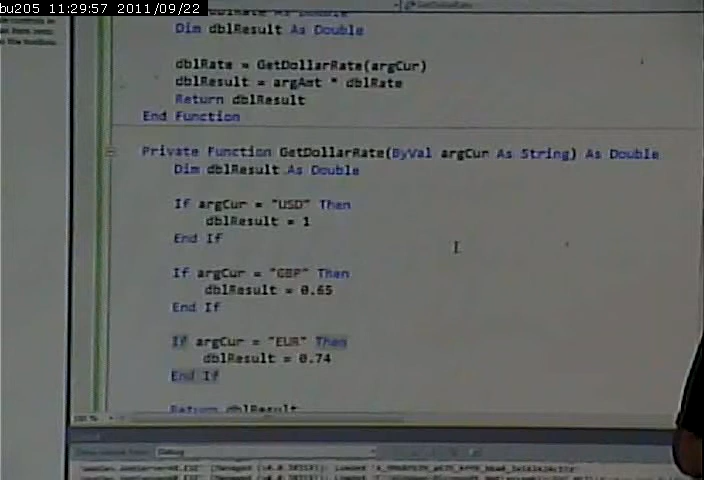 bu205 11:29:57 2011/09/22
As Double
Dim dblResult As Double
dblRate = GetDollarRate(argCur)
dblResult = argAmt * dblRate
Return dblResult
End Function
Private Function GetDollarRate(ByVal argCur As String) As Double
Dim dblResult As Double
If argCur = "USD" Then
dblResult = 1
End If
If argCur = "GBP" Then
dblResult = 0.65
End If
If argCur = "EUR" Then
dblResult = 0.74
End If
Return dblResult
Debug